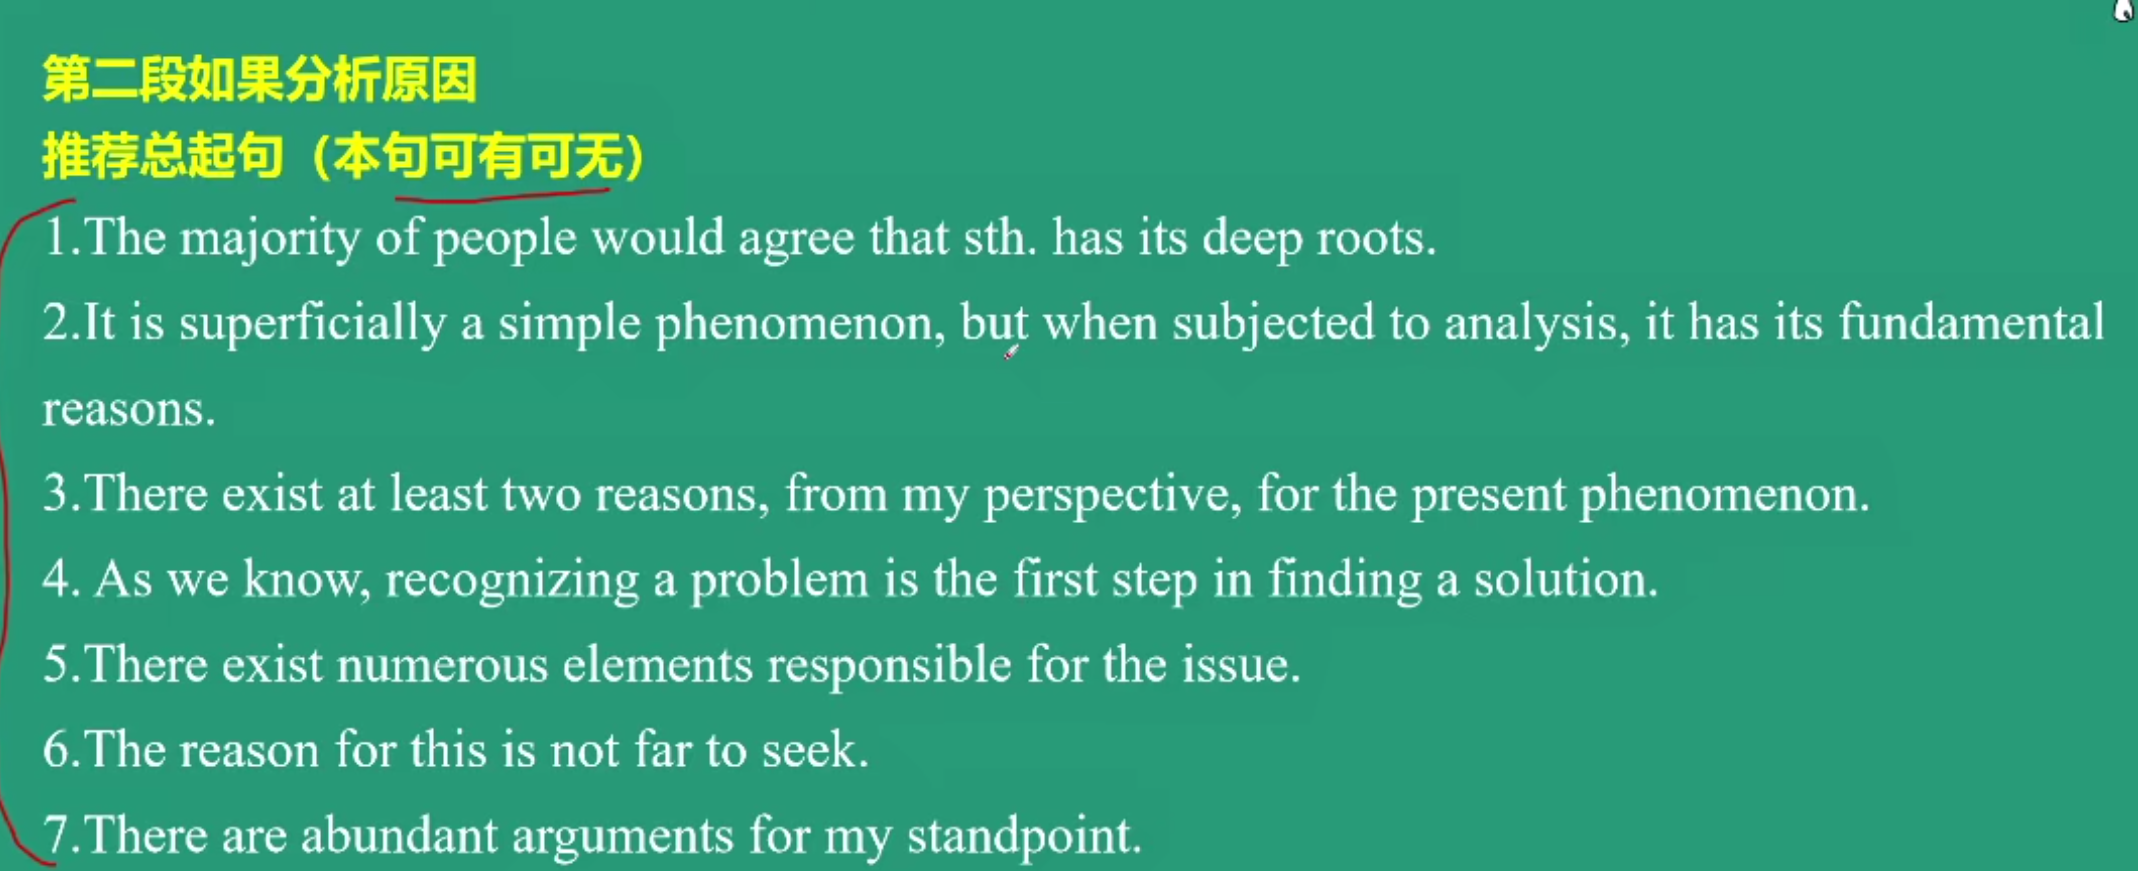 第二段如果分析原因
推荐总起句（本句可有可无）
1.The majority of people would agree that sth. has its deep roots.
2.It is superficially a simple phenomenon, but when subjected to analysis, it has its fundamental
reasons.
3.There exist at least two reasons, from my perspective, for the present phenomenon.
4. As we know, recognizing a problem is the first step in finding a solution.
5.There exist numerous elements responsible for the issue.
6.The reason for this is not far to seek.
7.There are abundant arguments for my standpoint.